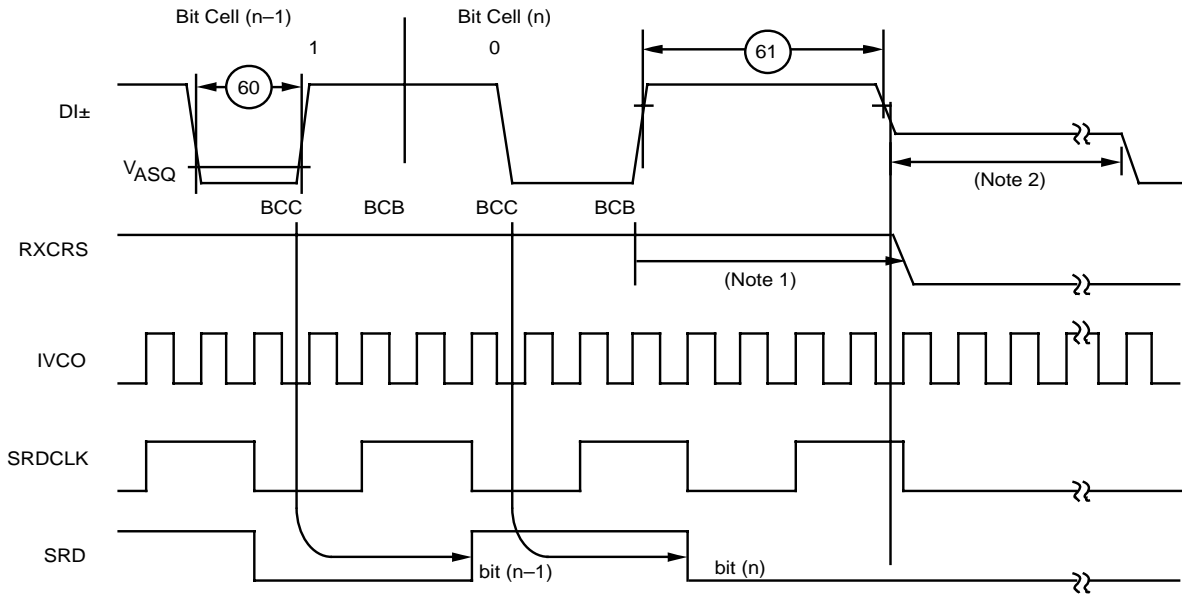 Bit Cell (n–1)
Bit Cell (n)
1
0
60
61
DI±
VASQ
(Note 2)
BCC
BCB
BCC
BCB
RXCRS
(Note 1)
IVCO
SRDCLK
SRD
bit (n–1)
bit (n)